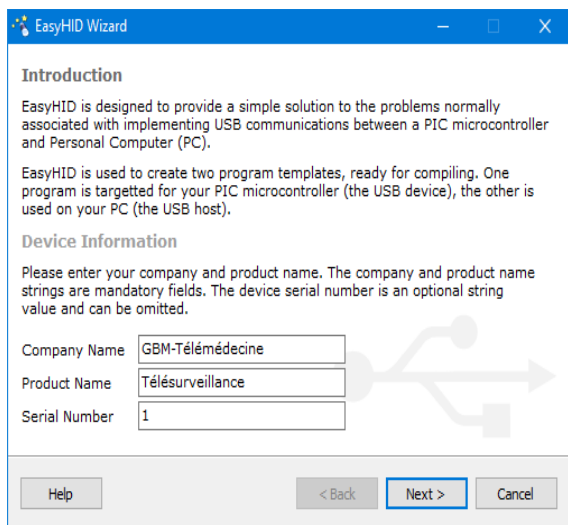 EasyHID Wizard
Introduction
EasyHID is designed to provide a simple solution to the problems normally
associated with implementing USB communications between a PIC microcontroller
and Personal Computer (PC).
EasyHID is used to create two program templates, ready for compiling. One
program is targetted for your PIC microcontroller (the USB device), the other is
used on your PC (the USB host).
Device Information
Please enter your company and product name. The company and product name
strings are mandatory fields. The device serial number is an optional string
value and can be omitted.
Company Name GBM-Télémédecine
Product Name Télésurveillance
Serial Number 1
Help < Back Next > Cancel